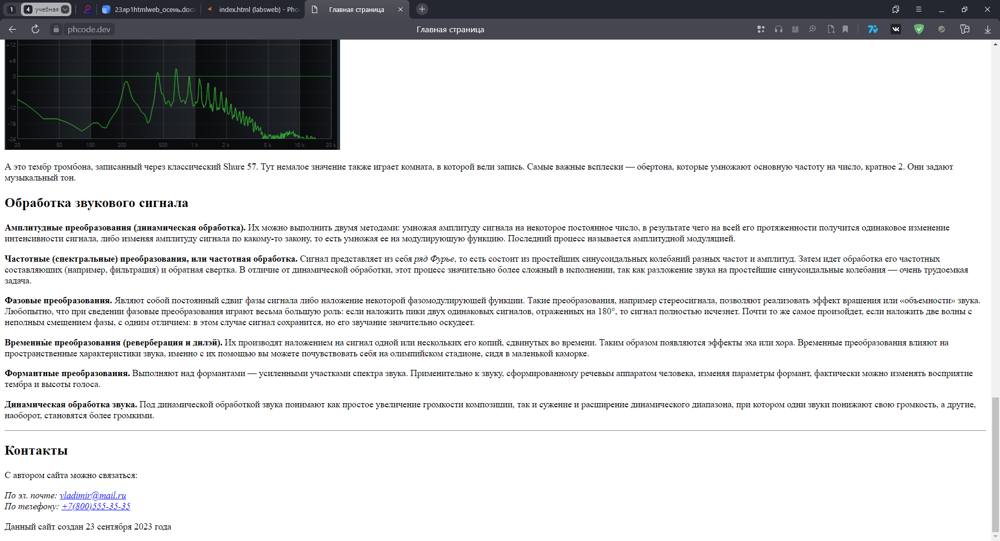 1
4 учебная
23лр1htmlweb_осень.docx
index.html (labsweb) - Pho
Главная страница
phcode.dev
Главная страница
+12
+6
0
-6
-12
-18
-24
20 50 100 200 500 1 k 2 k 5 k 10 k 20 k
А это тембр тромбона, записанный через классический Shure 57. Тут немалое значение также играет комната, в которой вели запись. Самые важные всплески — обертона, которые умножают основную частоту на число, кратное 2. Они задают
музыкальный тон.
Обработка звукового сигнала
Амплитудные преобразования (динамическая обработка). Их можно выполнить двумя методами: умножая амплитуду сигнала на некоторое постоянное число, в результате чего на всей его протяженности получится одинаковое изменение
интенсивности сигнала, либо изменяя амплитуду сигнала по какому-то закону, то есть умножая ее на модулирующую функцию. Последний процесс называется амплитудной модуляцией.
Частотные (спектральные) преобразования, или частотная обработка. Сигнал представляет из себя ряд Фурье, то есть состоит из простейших синусоидальных колебаний разных частот и амплитуд. Затем идет обработка его частотных
составляющих (например, фильтрация) и обратная свертка. В отличие от динамической обработки, этот процесс значительно более сложный в исполнении, так как разложение звука на простейшие синусоидальные колебания — очень трудоемкая
задача.
Фазовые преобразования. Являют собой постоянный сдвиг фазы сигнала либо наложение некоторой фазомодулирующей функции. Такие преобразования, например стереосигнала, позволяют реализовать эффект вращения или «объемности» звука.
Любопытно, что при сведении фазовые преобразования играют весьма большую роль: если наложить пики двух одинаковых сигналов, отраженных на 180°, то сигнал полностью исчезнет. Почти то же самое произойдет, если наложить две волны с
неполным смещением фазы, с одним отличием: в этом случае сигнал сохранится, но его звучание значительно оскудеет.
Временны́е преобразования (реверберация и дилэй). Их производят наложением на сигнал одной или нескольких его копий, сдвинутых во времени. Таким образом появляются эффекты эха или хора. Временные преобразования влияют на
пространственные характеристики звука, именно с их помощью вы можете почувствовать себя на олимпийском стадионе, сидя в маленькой каморке.
Формантные преобразования. Выполняют над формантами — усиленными участками спектра звука. Применительно к звуку, сформированному речевым аппаратом человека, изменяя параметры формант, фактически можно изменять восприятие
тембра и высоты голоса.
Динамическая обработка звука. Под динамической обработкой звука понимают как простое увеличение громкости композиции, так и сужение и расширение динамического диапазона, при котором одни звуки понижают свою громкость, а другие,
наоборот, становятся более громкими.
Контакты
С автором сайта можно связаться:
По эл. почте: vladimir@mail.ru
По телефону: +7(800)555-35-35
Данный сайт создан 23 сентября 2023 года